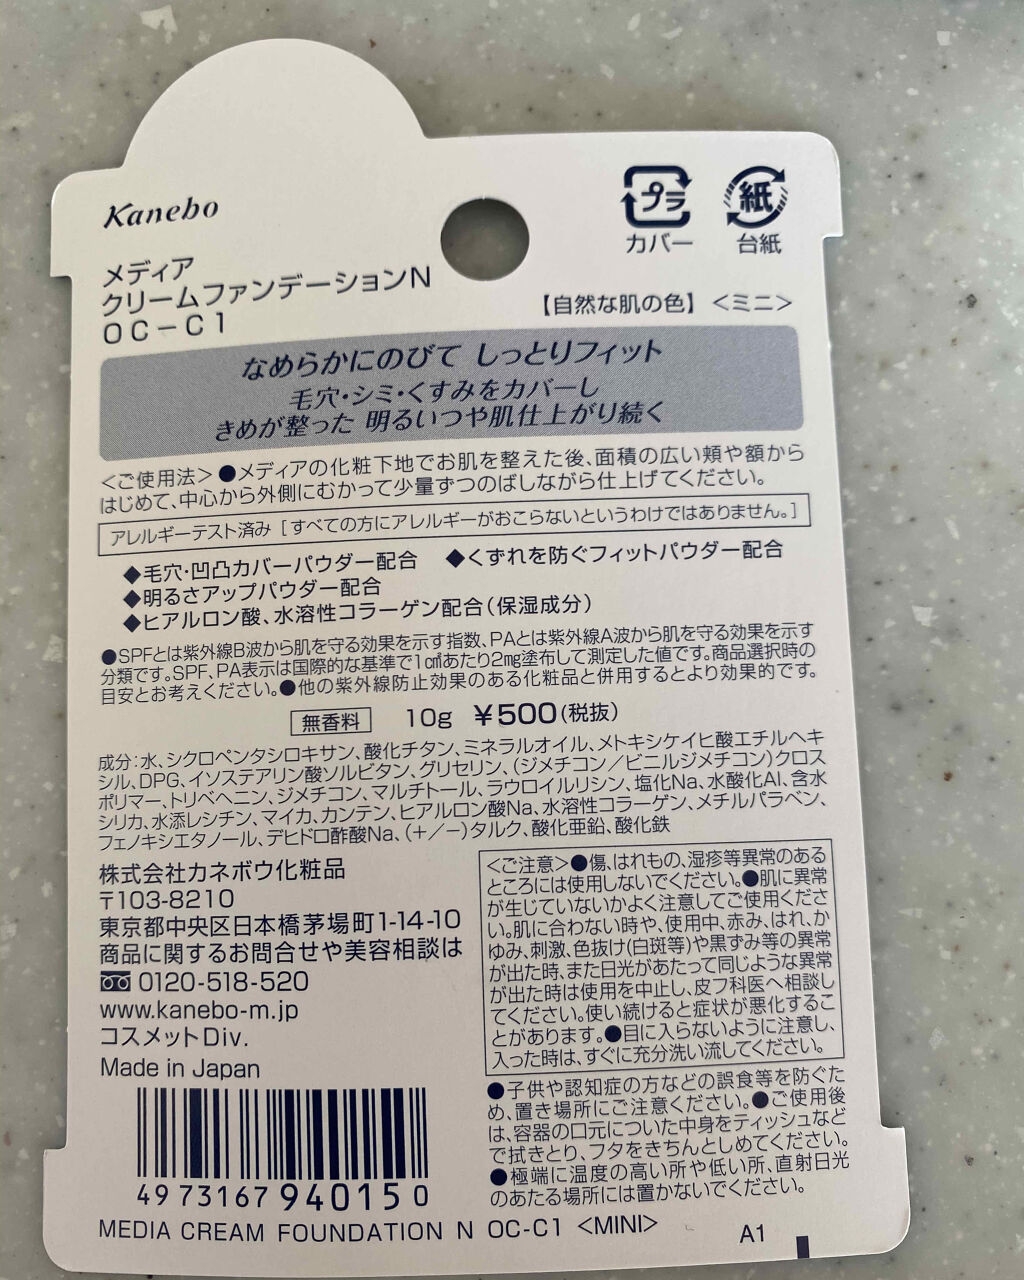 Kanebo
プラ
カバー
紙
台紙
メディア
クリームファンデーションN
OC-C1
【自然な肌の色】<ミニ>
なめらかにのびて しっとりフィット
毛穴・シミ・くすみをカバーし
きめが整った 明るいつや肌仕上がり続く
<ご使用法>●メディアの化粧下地でお肌を整えた後、面積の広い頬や額から
はじめて、中心から外側にむかって少量ずつのばしながら仕上げてください。
アレルギーテスト済み[すべての方にアレルギーがおこらないというわけではありません。]
◆毛穴・凹凸カバーパウダー配合 ◆くずれを防ぐフィットパウダー配合
◆明るさアップパウダー配合
◆ヒアルロン酸、水溶性コラーゲン配合(保湿成分)
●SPFとは紫外線B波から肌を守る効果を示す指数、PAとは紫外線A波から肌を守る効果を示す
分類です。SPF、PA表示は国際的な基準で1c㎡あたり2mg塗布して測定した値です。商品選択時の
目安とお考えください。●他の紫外線防止効果のある化粧品と併用するとより効果的です。
無香料 10g ¥500(税抜)
成分:水、シクロペンタシロキサン、酸化チタン、ミネラルオイル、メトキシケイヒ酸エチルヘキ
シル、DPG、イソステアリン酸ソルビタン、グリセリン、(ジメチコン/ビニルジメチコン)クロス
ポリマー、トリベヘニン、ジメチコン、マルチトール、ラウロイルリシン、塩化Na、水酸化Al、含水
シリカ、水添レシチン、マイカ、カンテン、ヒアルロン酸Na、水溶性コラーゲン、メチルパラベン、
フェノキシエタノール、デヒドロ酢酸Na、(+/-)タルク、酸化亜鉛、酸化鉄
株式会社カネボウ化粧品
〒103-8210
東京都中央区日本橋茅場町1-14-10
商品に関するお問合せや美容相談は
0120-518-520
www.kanebo-m.jp
コスメットDiv.
Made in Japan
<ご注意>●傷、はれもの、湿疹等異常のある
ところには使用しないでください。●肌に異常
が生じていないかよく注意してご使用くださ
い。肌に合わない時や、使用中、赤み、はれ、か
ゆみ、刺激、色抜け(白斑等)や黒ずみ等の異常
が出た時、また日光があたって同じような異常
が出た時は使用を中止し、皮フ科医へ相談し
てください。使い続けると症状が悪化するこ
とがあります。●目に入らないように注意し、
入った時は、すぐに充分洗い流してください。
●子供や認知症の方などの誤食等を防ぐた
め、置き場所にご注意ください。●ご使用後
は、容器の口元についた中身をティッシュなど
で拭きとり、フタをきちんとしめてください。
●極端に温度の高い所や低い所、直射日光
のあたる場所には置かないでください。
4973167940150
MEDIA CREAM FOUNDATION N OC-C1 <MINI>
A1